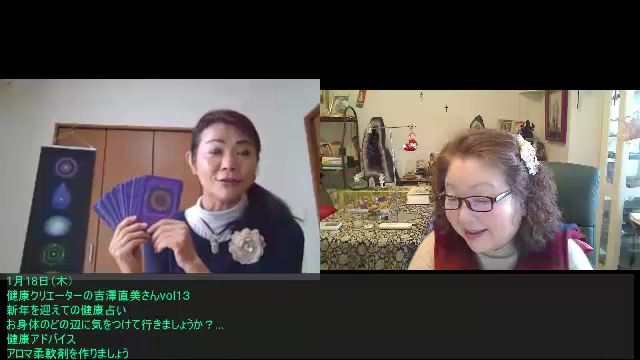 1月18日（木）
健康クリエーターの吉澤直美さんvol13
新年を迎えての健康占い
お身体のどの辺に気をつけて行きましょうか？...
健康アドバイス
アロマ柔軟剤を作りましょう